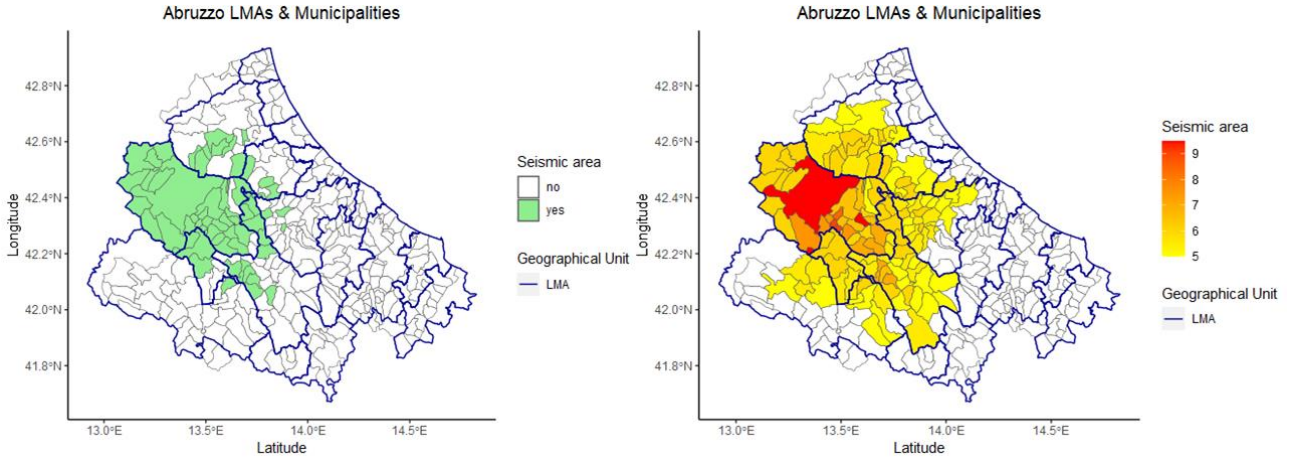 Abruzzo LMAs & Municipalities
42.8°N
42.6°N
42.4°N
42.2°N
42.0°N
41.8°N
Longitude
13.0°E 13.5°E 14.0°E 14.5°E
Latitude
Seismic area
no
yes
Geographical Unit
LMA
Abruzzo LMAs & Municipalities
42.8°N
42.6°N
42.4°N
42.2°N
42.0°N
41.8°N
Longitude
13.0°E 13.5°E 14.0°E 14.5°E
Latitude
Seismic area
9
8
7
6
5
Geographical Unit
LMA